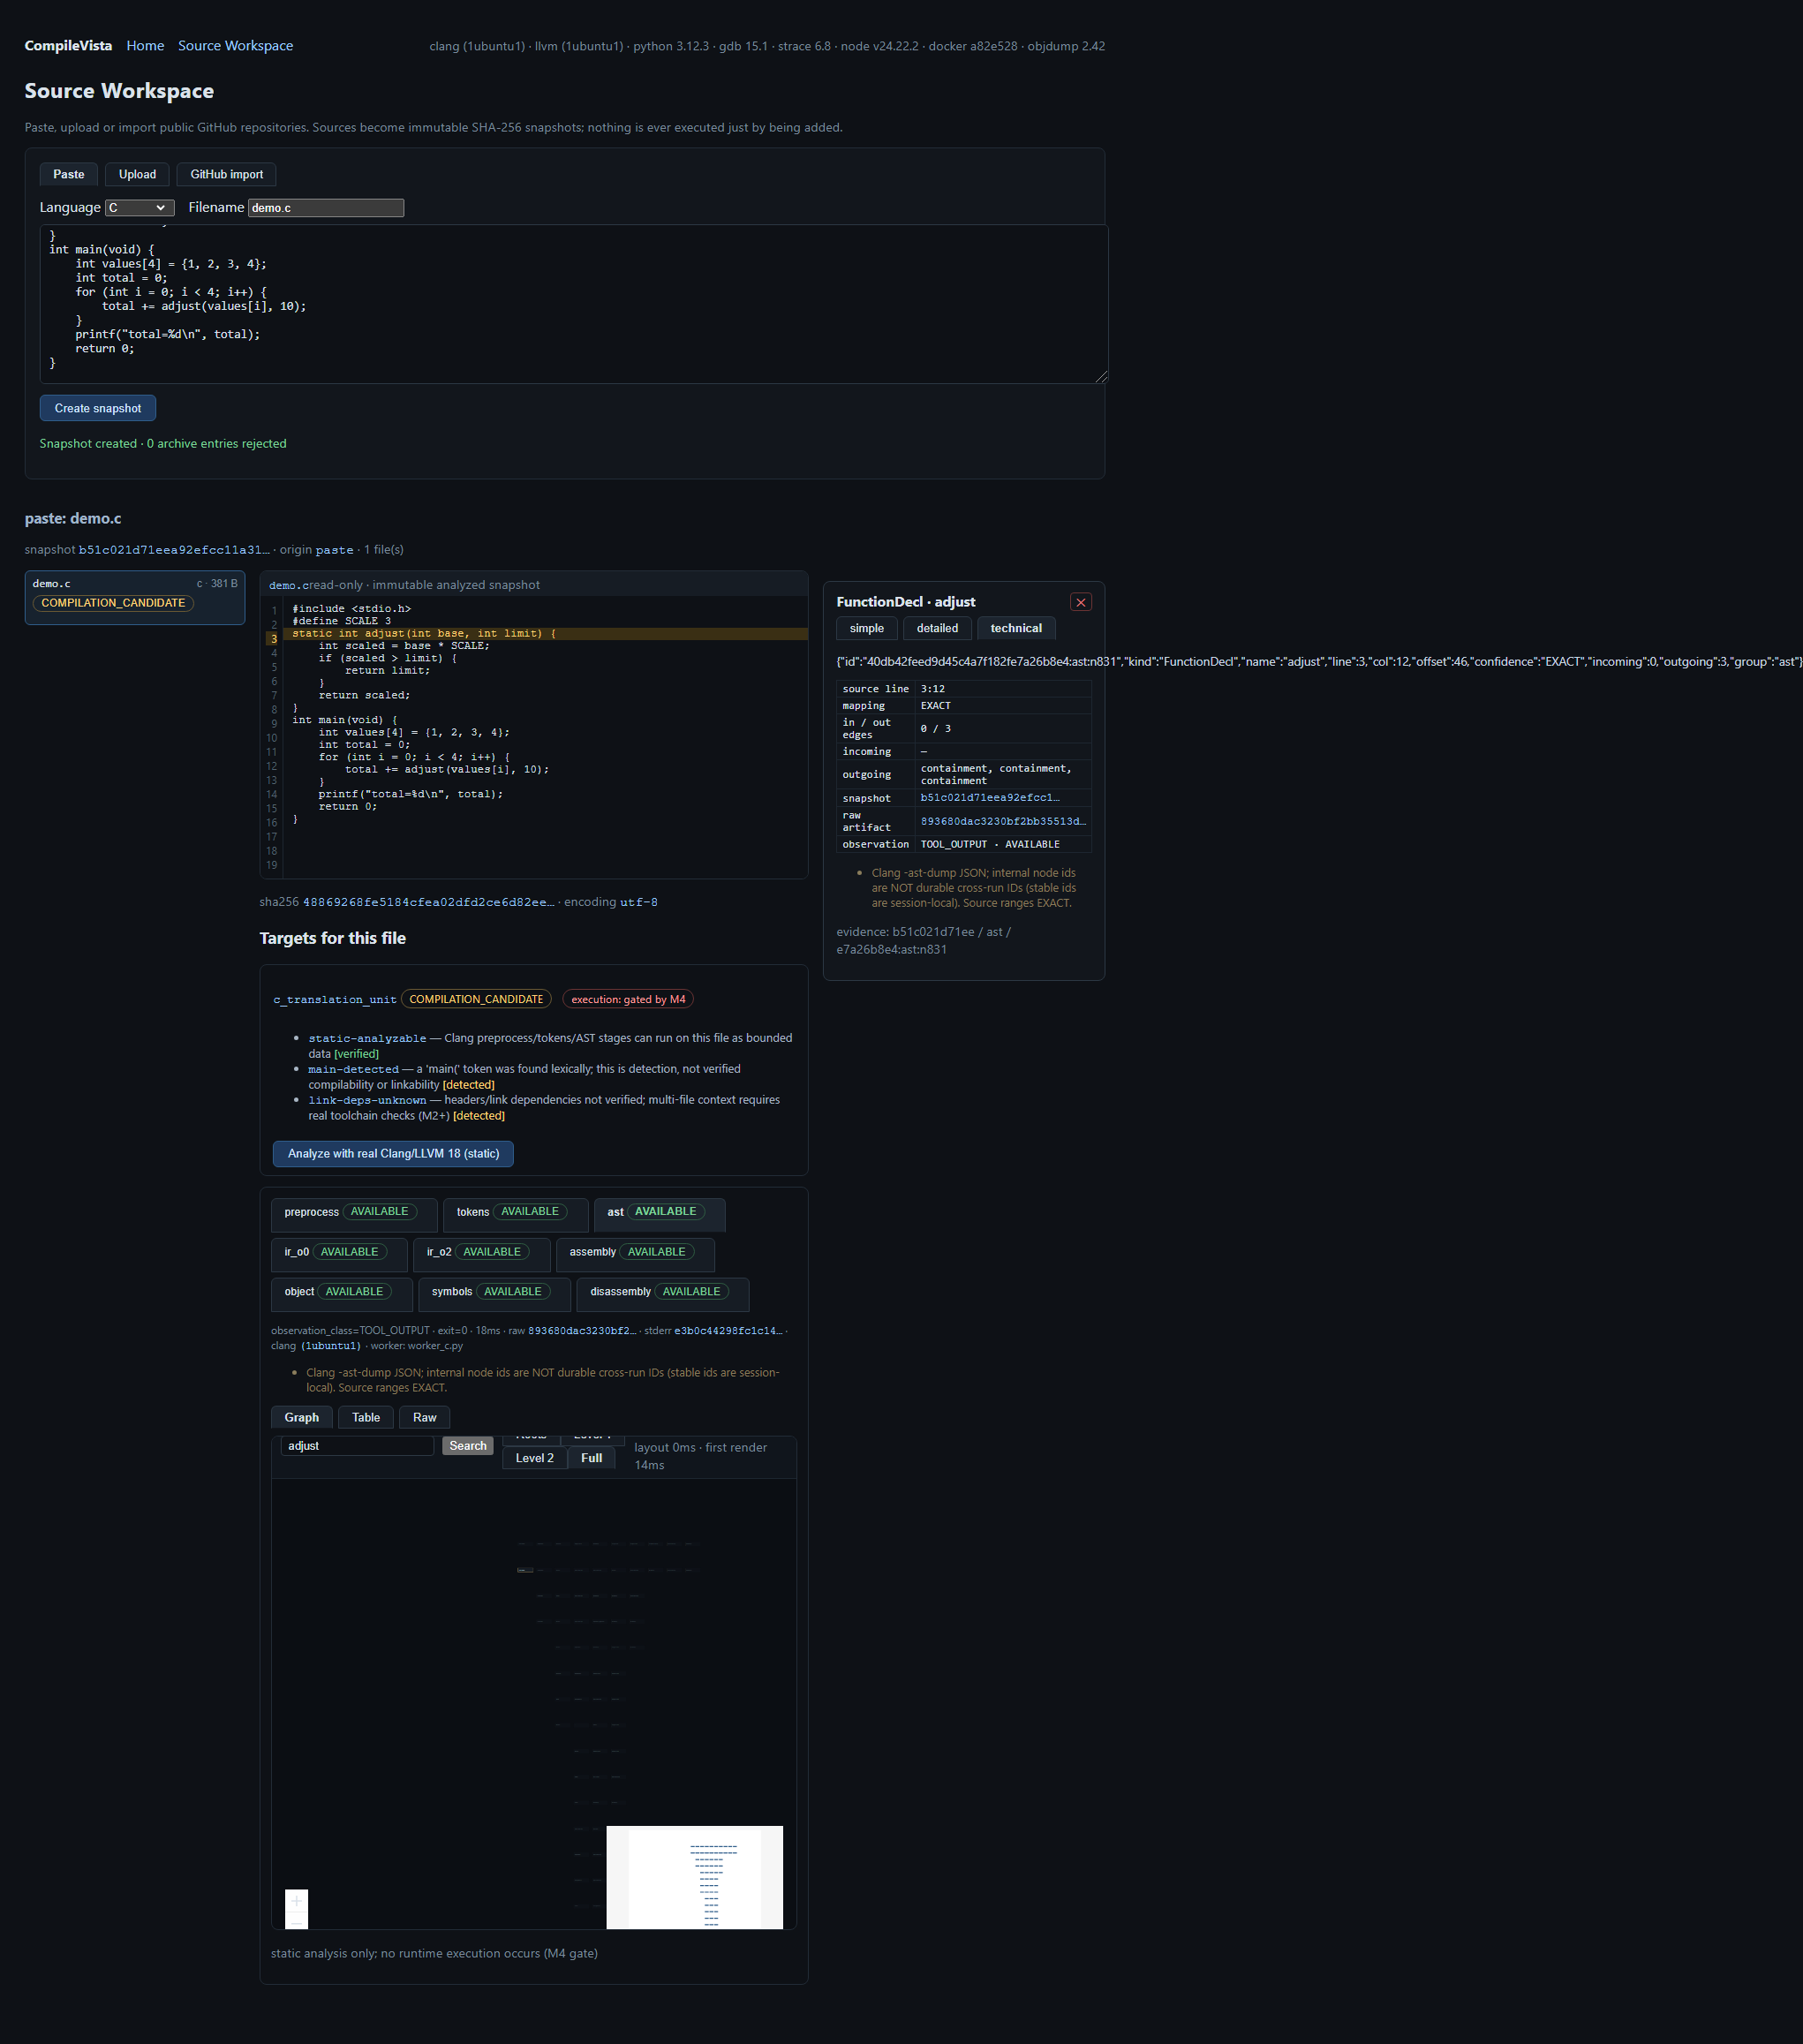 CompileVista Home Source Workspace
clang (1ubuntu1) · llvm (1ubuntu1) · python 3.12.3 · gdb 15.1 · strace 6.8 · node v24.22.2 · docker a82e528 · objdump 2.42
Source Workspace
Paste, upload or import public GitHub repositories. Sources become immutable SHA-256 snapshots; nothing is ever executed just by being added.
Paste Upload GitHub import
Language C Filename demo.c
}
int main(void) {
    int values[4] = {1, 2, 3, 4};
    int total = 0;
    for (int i = 0; i < 4; i++) {
        total += adjust(values[i], 10);
    }
    printf("total=%d\n", total);
    return 0;
}
Create snapshot
Snapshot created · 0 archive entries rejected
paste: demo.c
snapshot b51c021d71eea92efcc11a31… · origin paste · 1 file(s)
demo.c c · 381 B
COMPILATION_CANDIDATE
demo.cread-only · immutable analyzed snapshot
1 #include <stdio.h>
2 #define SCALE 3
3 static int adjust(int base, int limit) {
4     int scaled = base * SCALE;
5     if (scaled > limit) {
6         return limit;
7     }
8     return scaled;
9 }
10 int main(void) {
11     int values[4] = {1, 2, 3, 4};
12     int total = 0;
13     for (int i = 0; i < 4; i++) {
14         total += adjust(values[i], 10);
15     }
16     printf("total=%d\n", total);
17     return 0;
18 }
19
sha256 48869268fe5184cfea02dfd2ce6d82ee… · encoding utf-8
Targets for this file
c_translation_unit COMPILATION_CANDIDATE execution: gated by M4
• static-analyzable — Clang preprocess/tokens/AST stages can run on this file as bounded
data [verified]
• main-detected — a 'main(' token was found lexically; this is detection, not verified
compilability or linkability [detected]
• link-deps-unknown — headers/link dependencies not verified; multi-file context requires
real toolchain checks (M2+) [detected]
Analyze with real Clang/LLVM 18 (static)
preprocess AVAILABLE tokens AVAILABLE ast AVAILABLE
ir_o0 AVAILABLE ir_o2 AVAILABLE assembly AVAILABLE
object AVAILABLE symbols AVAILABLE disassembly AVAILABLE
observation_class=TOOL_OUTPUT · exit=0 · 18ms · raw 893680dac3230bf2… · stderr e3b0c44298fc1c14… ·
clang (1ubuntu1) · worker: worker_c.py
• Clang -ast-dump JSON; internal node ids are NOT durable cross-run IDs (stable ids are session-
local). Source ranges EXACT.
Graph Table Raw
adjust Search
Level 2 Full
layout 0ms · first render
14ms
static analysis only; no runtime execution occurs (M4 gate)
FunctionDecl · adjust ×
simple detailed technical
{"id":"40db42feed9d45c4a7f182fe7a26b8e4:ast:n831","kind":"FunctionDecl","name":"adjust","line":3,"col":12,"offset":46,"confidence":"EXACT","incoming":0,"outgoing":3,"group":"ast"}
source line 3:12
mapping EXACT
in / out
edges 0 / 3
incoming —
outgoing containment, containment,
containment
snapshot b51c021d71eea92efcc1…
raw
artifact 893680dac3230bf2bb35513d…
observation TOOL_OUTPUT · AVAILABLE
• Clang -ast-dump JSON; internal node ids
are NOT durable cross-run IDs (stable ids
are session-local). Source ranges EXACT.
evidence: b51c021d71ee / ast /
e7a26b8e4:ast:n831